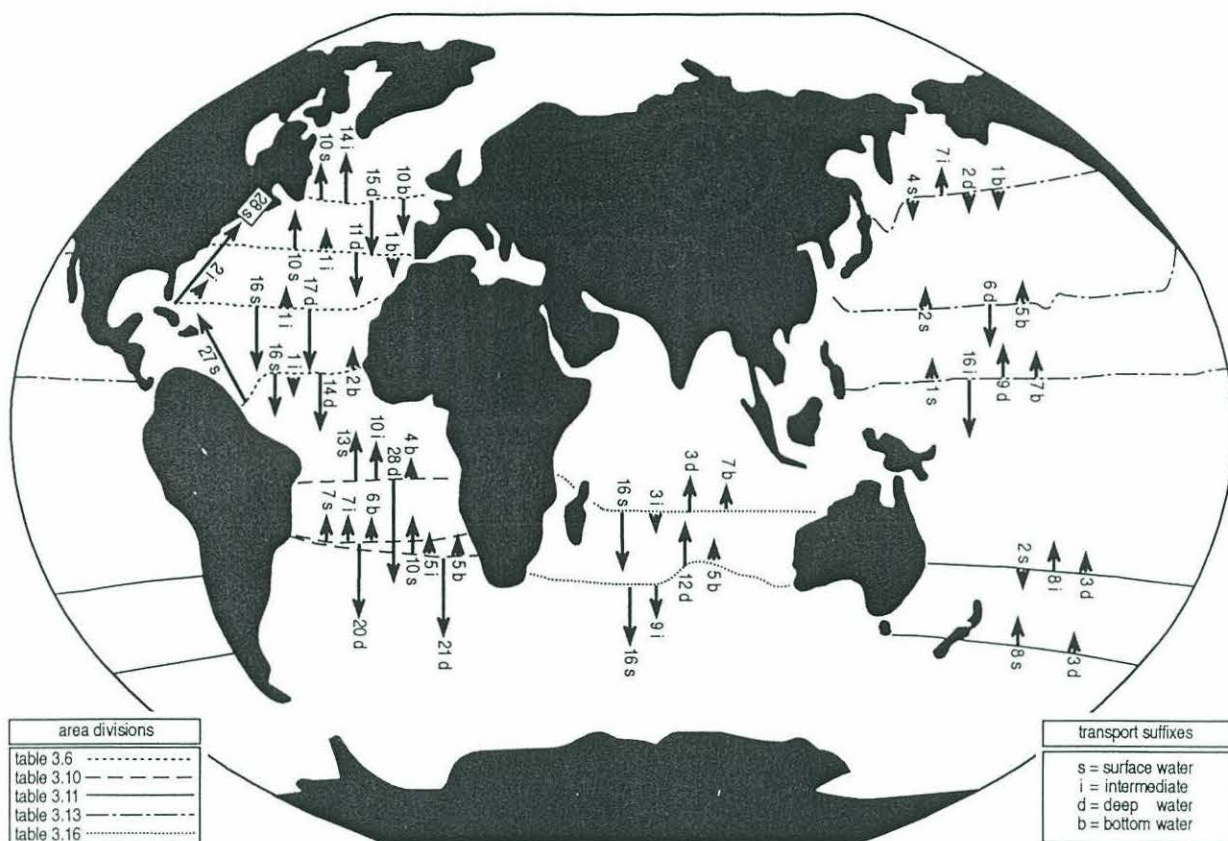 10 s
14 i
15 d
10 b
28 s
10 s
1 i
11 d
1 b
2 i
16 s
1 i
17 d
27 s
16 s
1 i
14 d
2 b
13 s
10 i
28 d
4 b
7 s
7 i
6 b
10 s
5 i
5 b
20 d
21 d
16 s
3 i
3 d
7 b
12 d
5 b
16 s
9 i
4 s
7 i
2 d
1 b
2 s
6 d
5 b
1 s
16 i
9 d
7 b
2 s
8 i
3 d
8 s
3 d
area divisions
table 3.6
table 3.10
table 3.11
table 3.13
table 3.16
transport suffixes
s = surface water
i = intermediate
d = deep water
b = bottom water